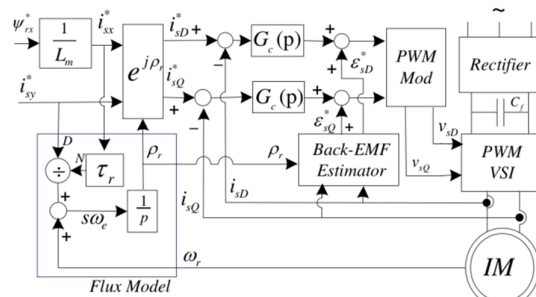 ψ*rx
1/Lm
i*sx
i*sD
+
−
Gc(p)
+
+
ε*sD
PWM
Mod
~
Rectifier
Cf
i*sy
e^jρr
i*sQ
+
−
Gc(p)
+
+
ε*sQ
vsD
vsQ
PWM
VSI
D
N
÷
τr
ρr
ρr
Back-EMF
Estimator
isD
isQ
+
+
sωe
1/p
ωr
IM
Flux Model